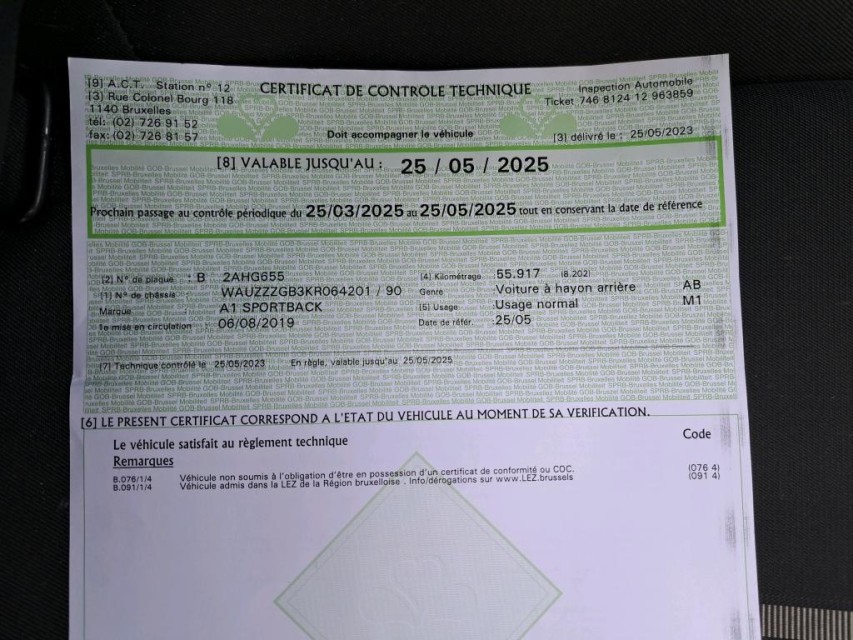 [9] A.C.T. Station n° 12
[3] Rue Colonel Bourg 118
1140 Bruxelles
tél: (02) 726 91 52
fax: (02) 726 81 57
CERTIFICAT DE CONTROLE TECHNIQUE
Doit accompagner le véhicule
Inspection Automobile
Ticket 746 8124 12 963859
[3] délivré le : 25/05/2023
[8] VALABLE JUSQU'AU : 25 / 05 / 2025
Prochain passage au contrôle périodique du 25/03/2025 au 25/05/2025 tout en conservant la date de référence
[2] N° de plaque : B 2AHG655
[1] N° de châssis : WAUZZZGB3KR064201 / 90
Marque : A1 SPORTBACK
1e mise en circulation : 06/08/2019
[4] Kilométrage 55.917 (8.202)
Genre Voiture à hayon arrière AB
[5] Usage :Usage normal M1
Date de référ. :25/05
[7] Technique contrôlé le 25/05/2023 En règle, valable jusqu'au 25/05/2025
[6] LE PRESENT CERTIFICAT CORRESPOND A L'ETAT DU VEHICULE AU MOMENT DE SA VERIFICATION.
Le véhicule satisfait au règlement technique Code
Remarques
B.076/1/4 Véhicule non soumis à l'obligation d'être en possession d'un certificat de conformité ou COC. (076 4)
B.091/1/4 Véhicule admis dans la LEZ de la Région bruxelloise . Info/dérogations sur www.LEZ.brussels (091 4)